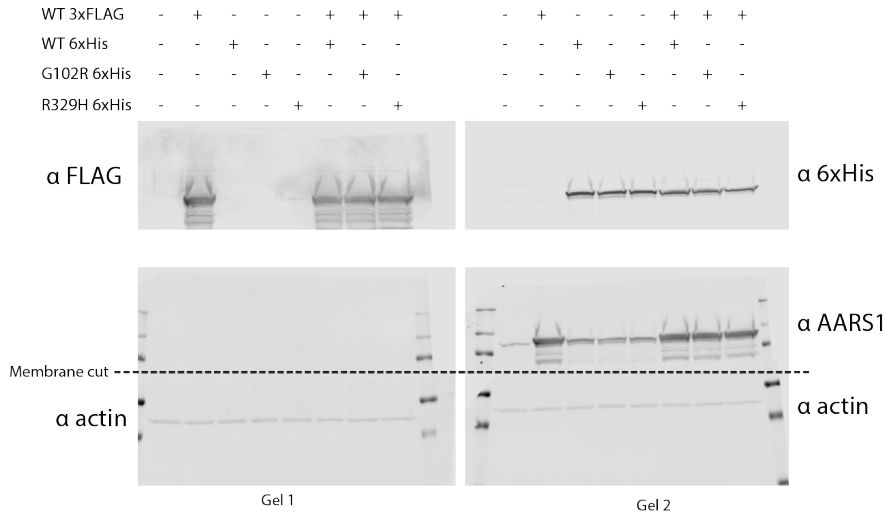 WT 3xFLAG - + - - - + + + - + - - - + + +
WT 6xHis - - + - - + - - - - + - - + - -
G102R 6xHis - - - + - - + - - - - + - - + -
R329H 6xHis - - - - + - - + - - - - + - - +
α FLAG
α 6xHis
α AARS1
Membrane cut
α actin
α actin
Gel 1
Gel 2